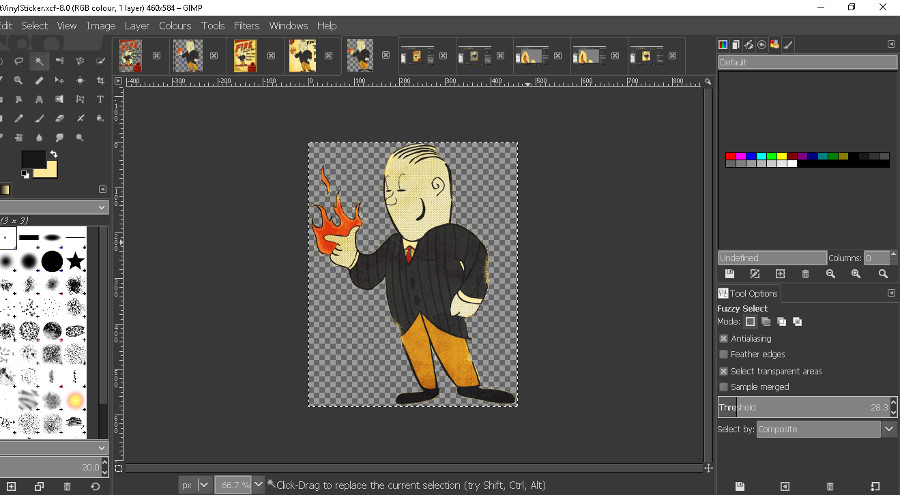 tVinylSticker.xcf-8.0 (RGB colour, 1 layer) 460x584 – GIMP
Edit Select View Image Layer Colours Tools Filters Windows Help
FIRE
Default
-400 -300 -200 -100 0 100 200 300 400 500 600 700 800
(3 x 3)
Undefined Columns: 0
Tool Options
Fuzzy Select
Mode:
Antialiasing
Feather edges
Select transparent areas
Sample merged
Threshold 28.3
Select by: Composite
20.0
px 66.7 % Click-Drag to replace the current selection (try Shift, Ctrl, Alt)